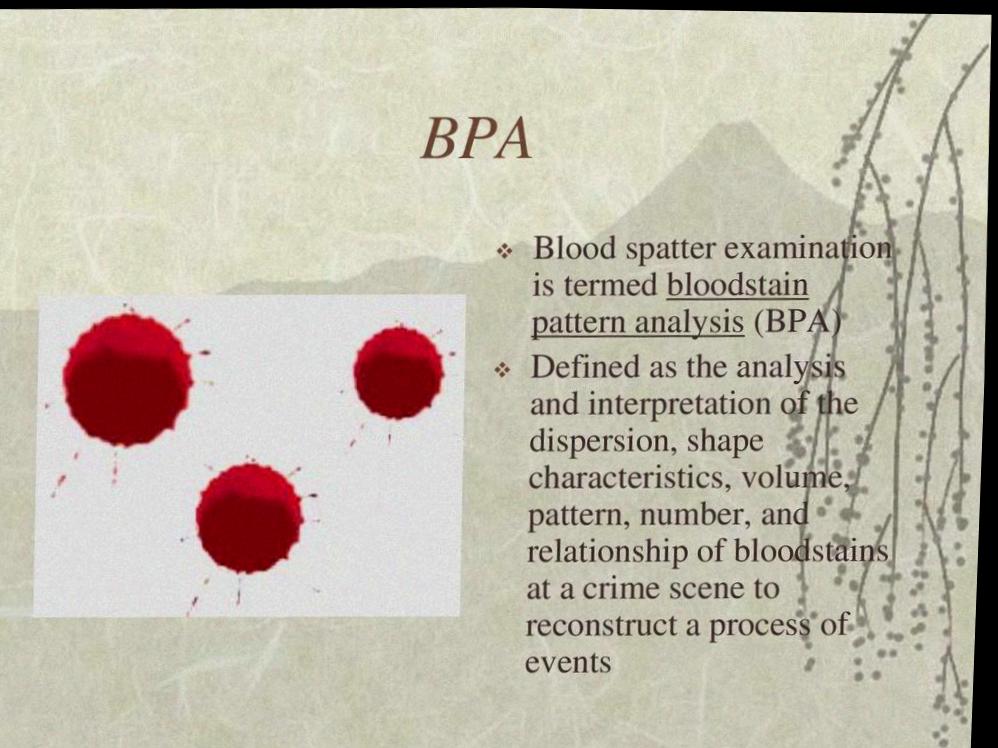 BPA
❖ Blood spatter examination
is termed bloodstain
pattern analysis (BPA)
❖ Defined as the analysis
and interpretation of the
dispersion, shape
characteristics, volume,
pattern, number, and
relationship of bloodstains
at a crime scene to
reconstruct a process of
events